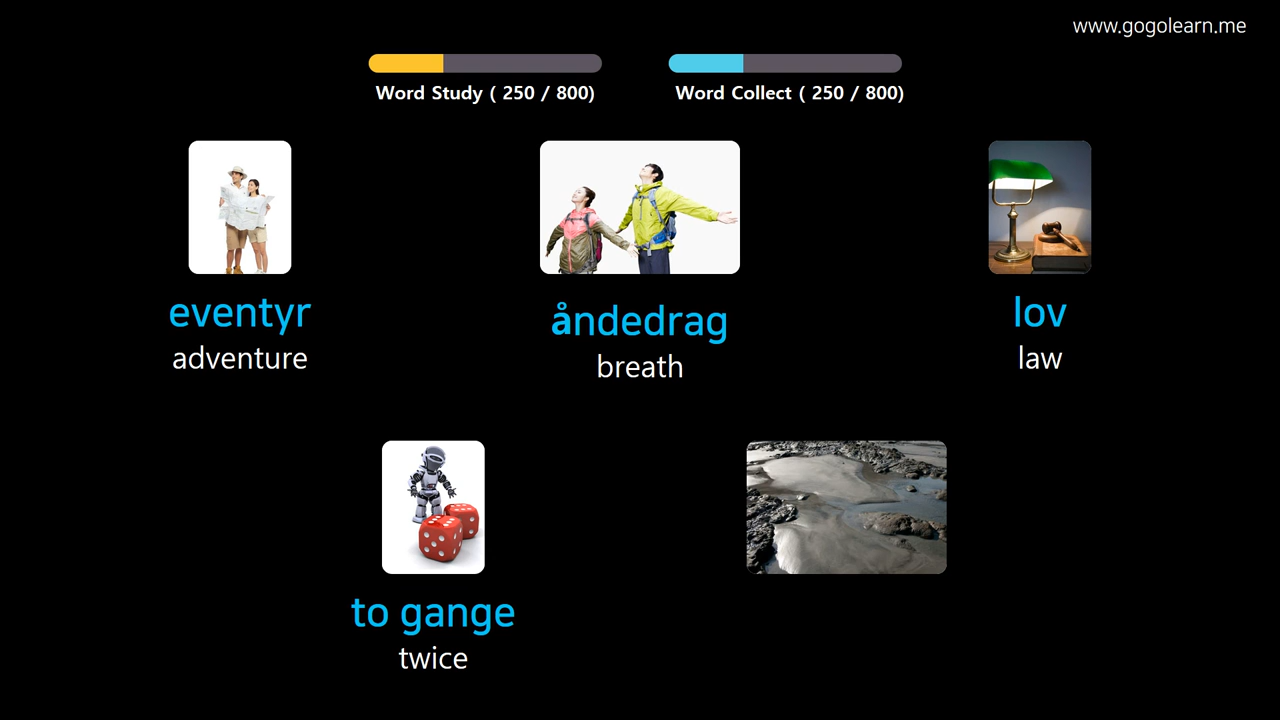 www.gogolearn.me
Word Study ( 250 / 800)
Word Collect ( 250 / 800)
eventyr
adventure
åndedrag
breath
lov
law
to gange
twice